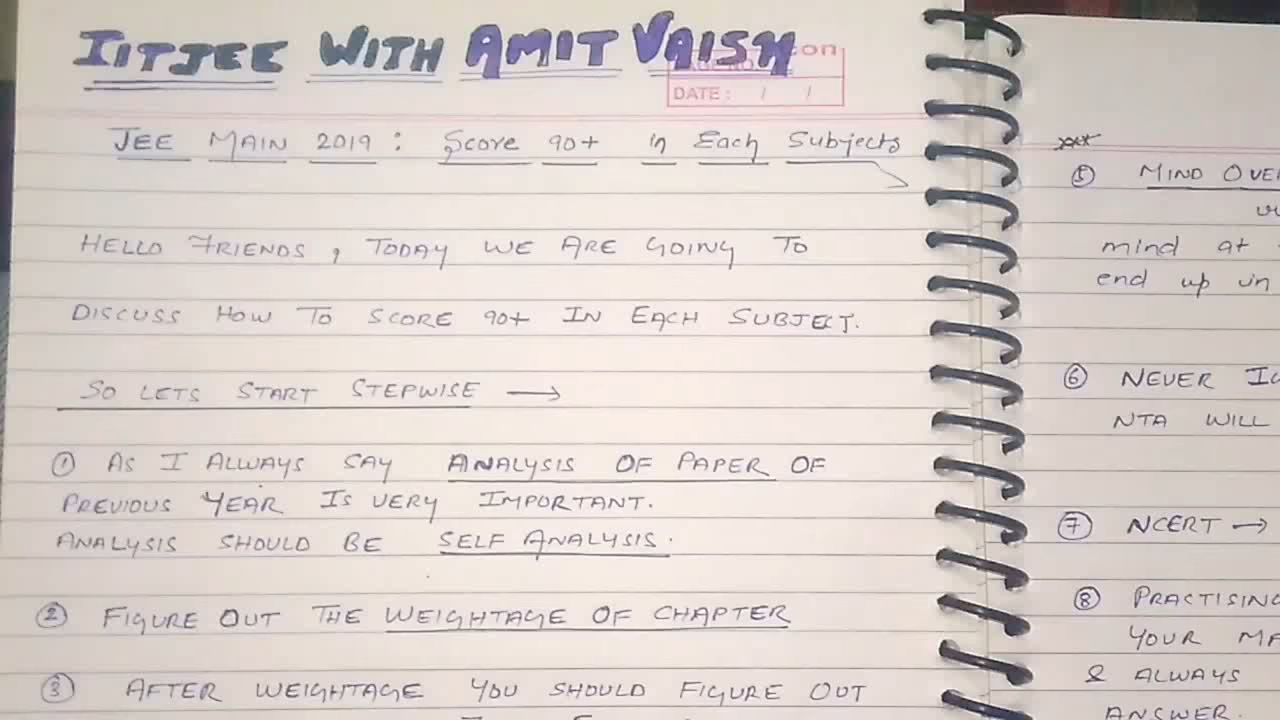 IITJEE WITH AMIT VAISH
DATE : / /
JEE MAIN 2019 : Score 90+ in Each Subjects
HELLO FRIENDS , TODAY WE ARE GOING TO
DISCUSS HOW TO SCORE 90+ IN EACH SUBJECT.
SO LETS START STEPWISE →
① AS I ALWAYS SAY ANALYSIS OF PAPER OF
PREVIOUS YEAR IS VERY IMPORTANT.
ANALYSIS SHOULD BE SELF ANALYSIS.
② FIGURE OUT THE WEIGHTAGE OF CHAPTER
③ AFTER WEIGHTAGE YOU SHOULD FIGURE OUT
⑤ MIND
mind at
end up in
⑥ NEVER
NTA WILL
⑦ NCERT →
⑧ PRACTISING
YOUR
& ALWAYS
ANSWER.